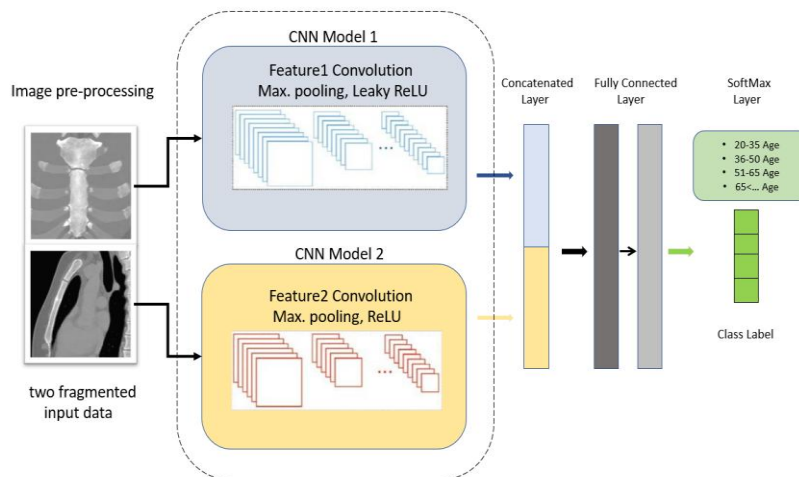 CNN Model 1
Feature1 Convolution
Max. pooling, Leaky ReLU
Image pre-processing
two fragmented
input data
CNN Model 2
Feature2 Convolution
Max. pooling, ReLU
Concatenated
Layer
Fully Connected
Layer
SoftMax
Layer
• 20-35 Age
• 36-50 Age
• 51-65 Age
• 65<... Age
Class Label